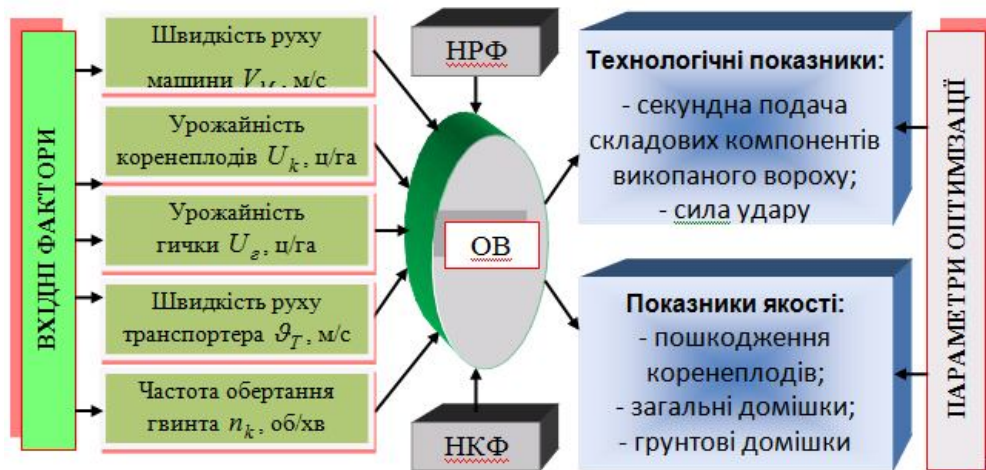 ВХІДНІ ФАКТОРИ
Швидкість руху
машини V_M, м/с
Урожайність
коренеплодів U_k, ц/га
Урожайність
гички U_г, ц/га
Швидкість руху
транспортера ϑ_T, м/с
Частота обертання
гвинта n_k, об/хв
НРФ
ОВ
НКФ
Технологічні показники:
- секундна подача
складових компонентів
викопаного вороху;
- сила удару
Показники якості:
- пошкодження
коренеплодів;
- загальні домішки;
- грунтові домішки
ПАРАМЕТРИ ОПТИМІЗАЦІЇ